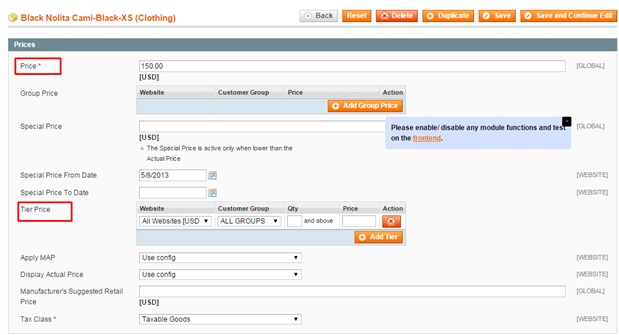 Black Nolita Cami-Black-XS (Clothing)
Back Reset Delete Duplicate Save Save and Continue Edit
Prices
Price * 150.00 [GLOBAL]
[USD]
Group Price Website Customer Group Price Action
Add Group Price
Special Price [GLOBAL]
[USD]
The Special Price is active only when lower than the
Actual Price
Please enable/ disable any module functions and test
on the frontend.
Special Price From Date 5/8/2013 [WEBSITE]
Special Price To Date [WEBSITE]
Tier Price Website Customer Group Qty Price Action
All Websites [USD ALL GROUPS and above
Add Tier
Apply MAP Use config [WEBSITE]
Display Actual Price Use config [WEBSITE]
Manufacturer's Suggested Retail [GLOBAL]
Price [USD]
Tax Class * Taxable Goods [WEBSITE]